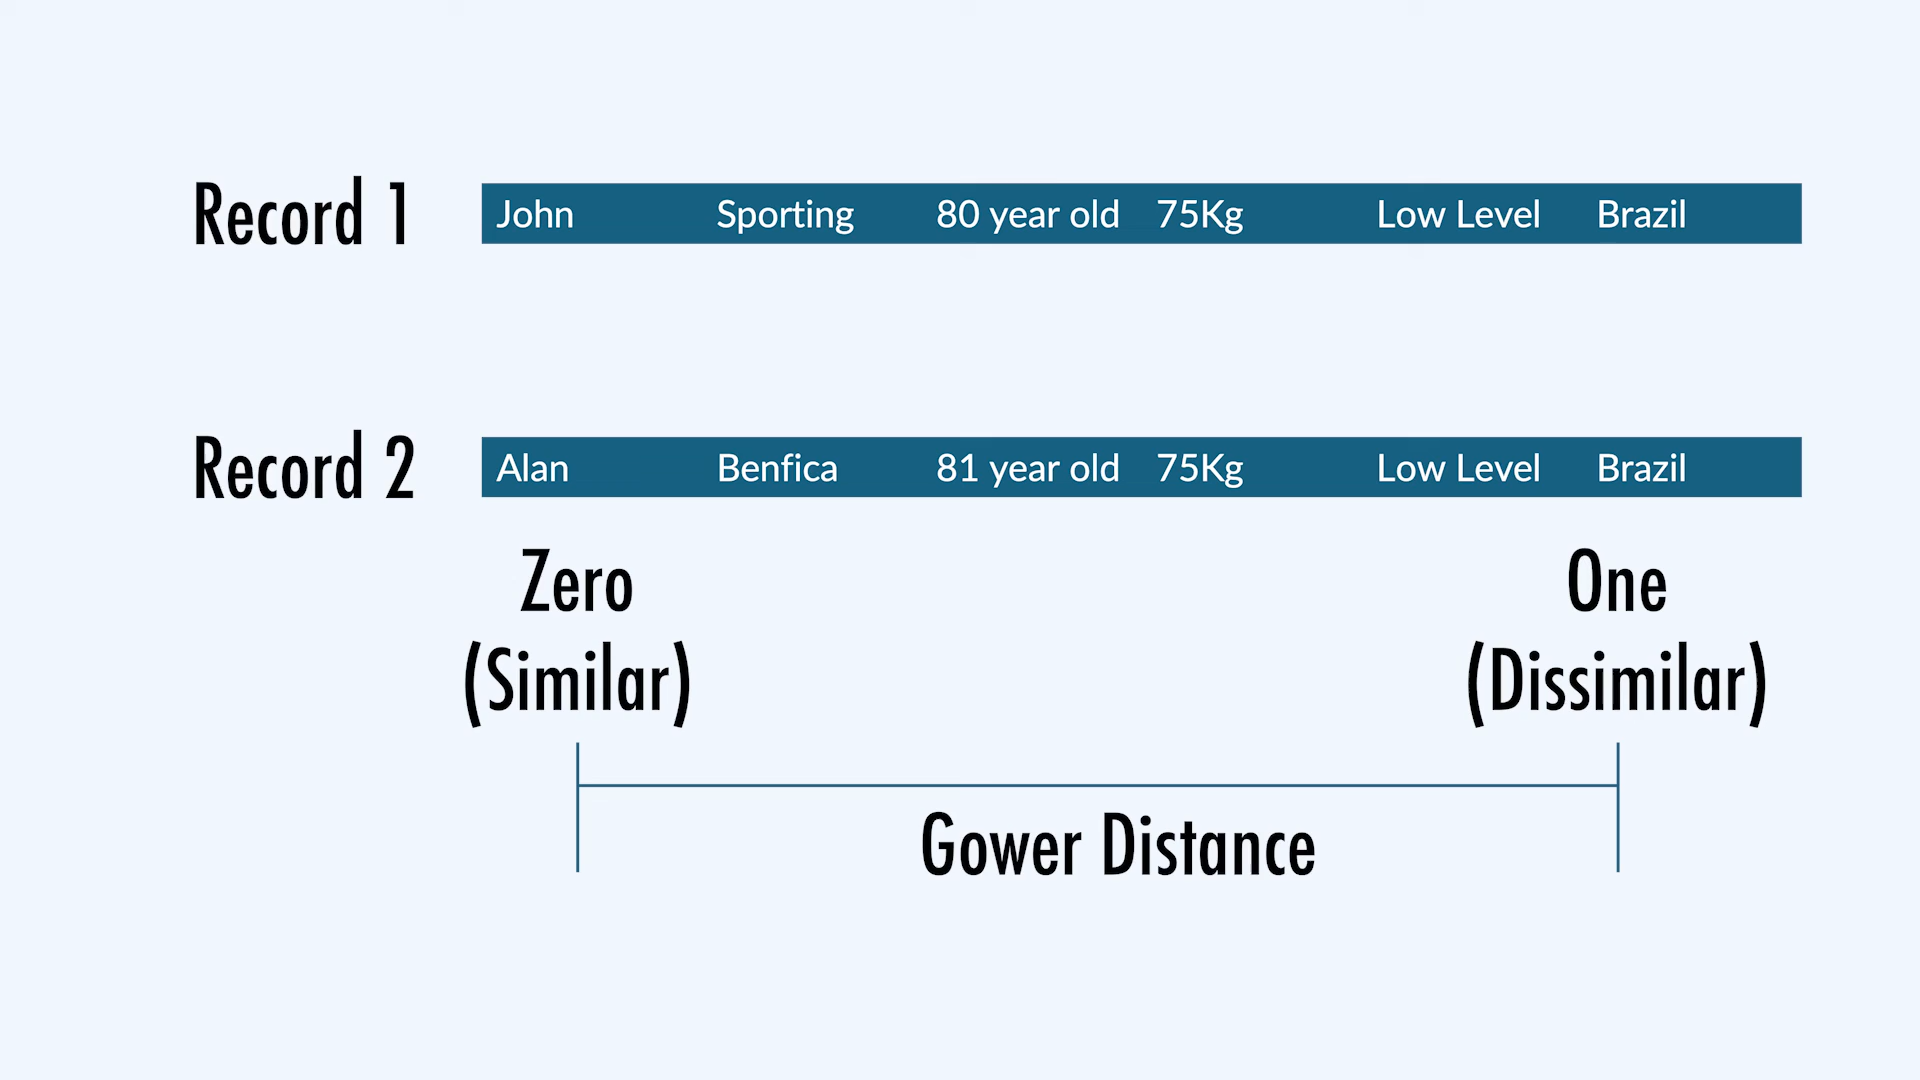 Record 1 John Sporting 80 year old 75Kg Low Level Brazil
Record 2 Alan Benfica 81 year old 75Kg Low Level Brazil
Zero One
(Similar) (Dissimilar)
Gower Distance